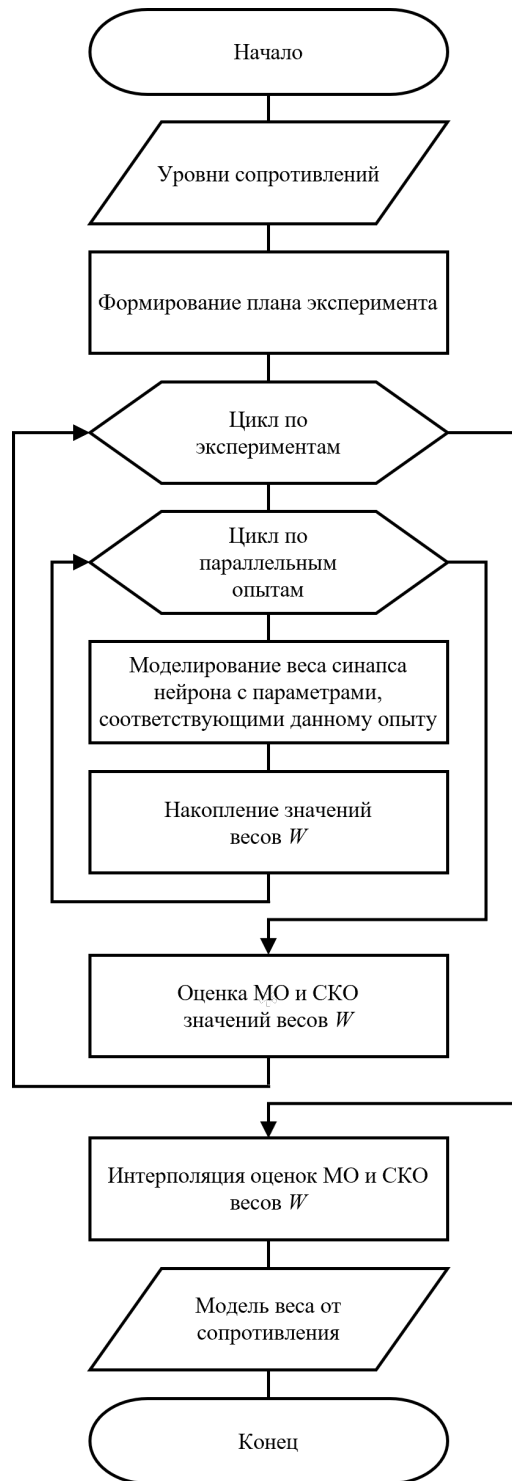 Начало
Уровни сопротивлений
Формирование плана эксперимента
Цикл по
экспериментам
Цикл по
параллельным
опытам
Моделирование веса синапса
нейрона с параметрами,
соответствующими данному опыту
Накопление значений
весов W
Оценка МО и СКО
значений весов W
Интерполяция оценок МО и СКО
весов W
Модель веса от
сопротивления
Конец